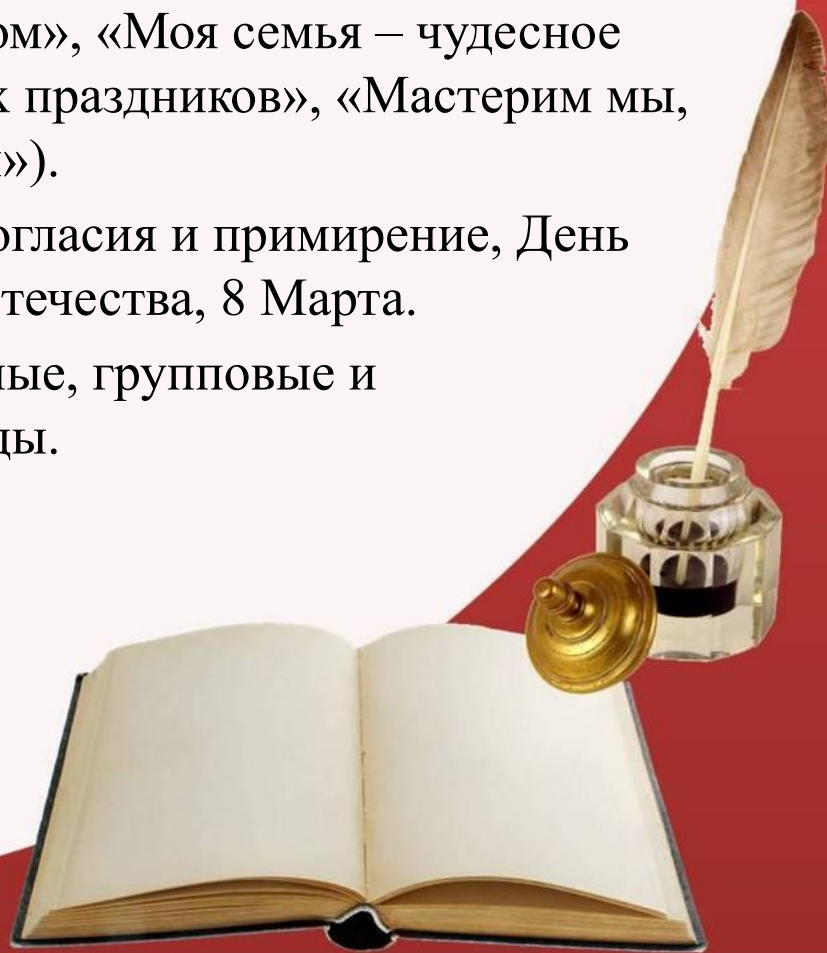 ом», «Моя семья – чудесное
х праздников», «Мастерим мы,
»).
огласия и примирение, День
течества, 8 Марта.
ные, групповые и
цы.